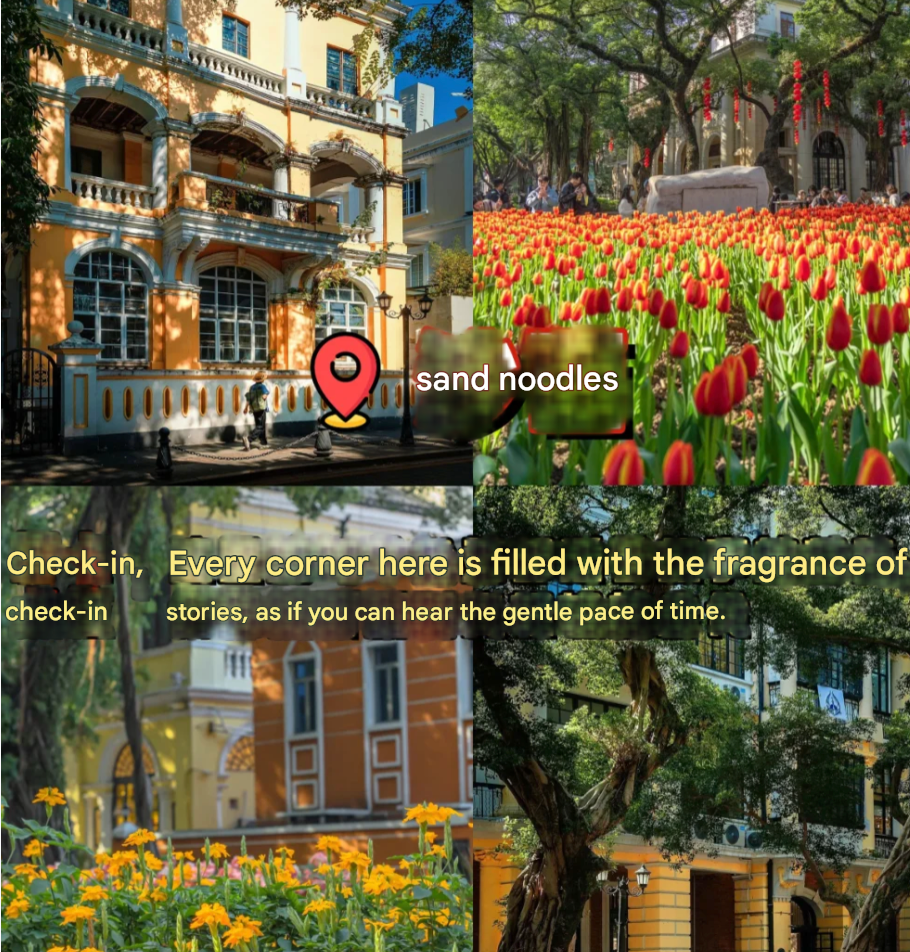 sand noodles
Check-in, Every corner here is filled with the fragrance of
check-in stories, as if you can hear the gentle pace of time.